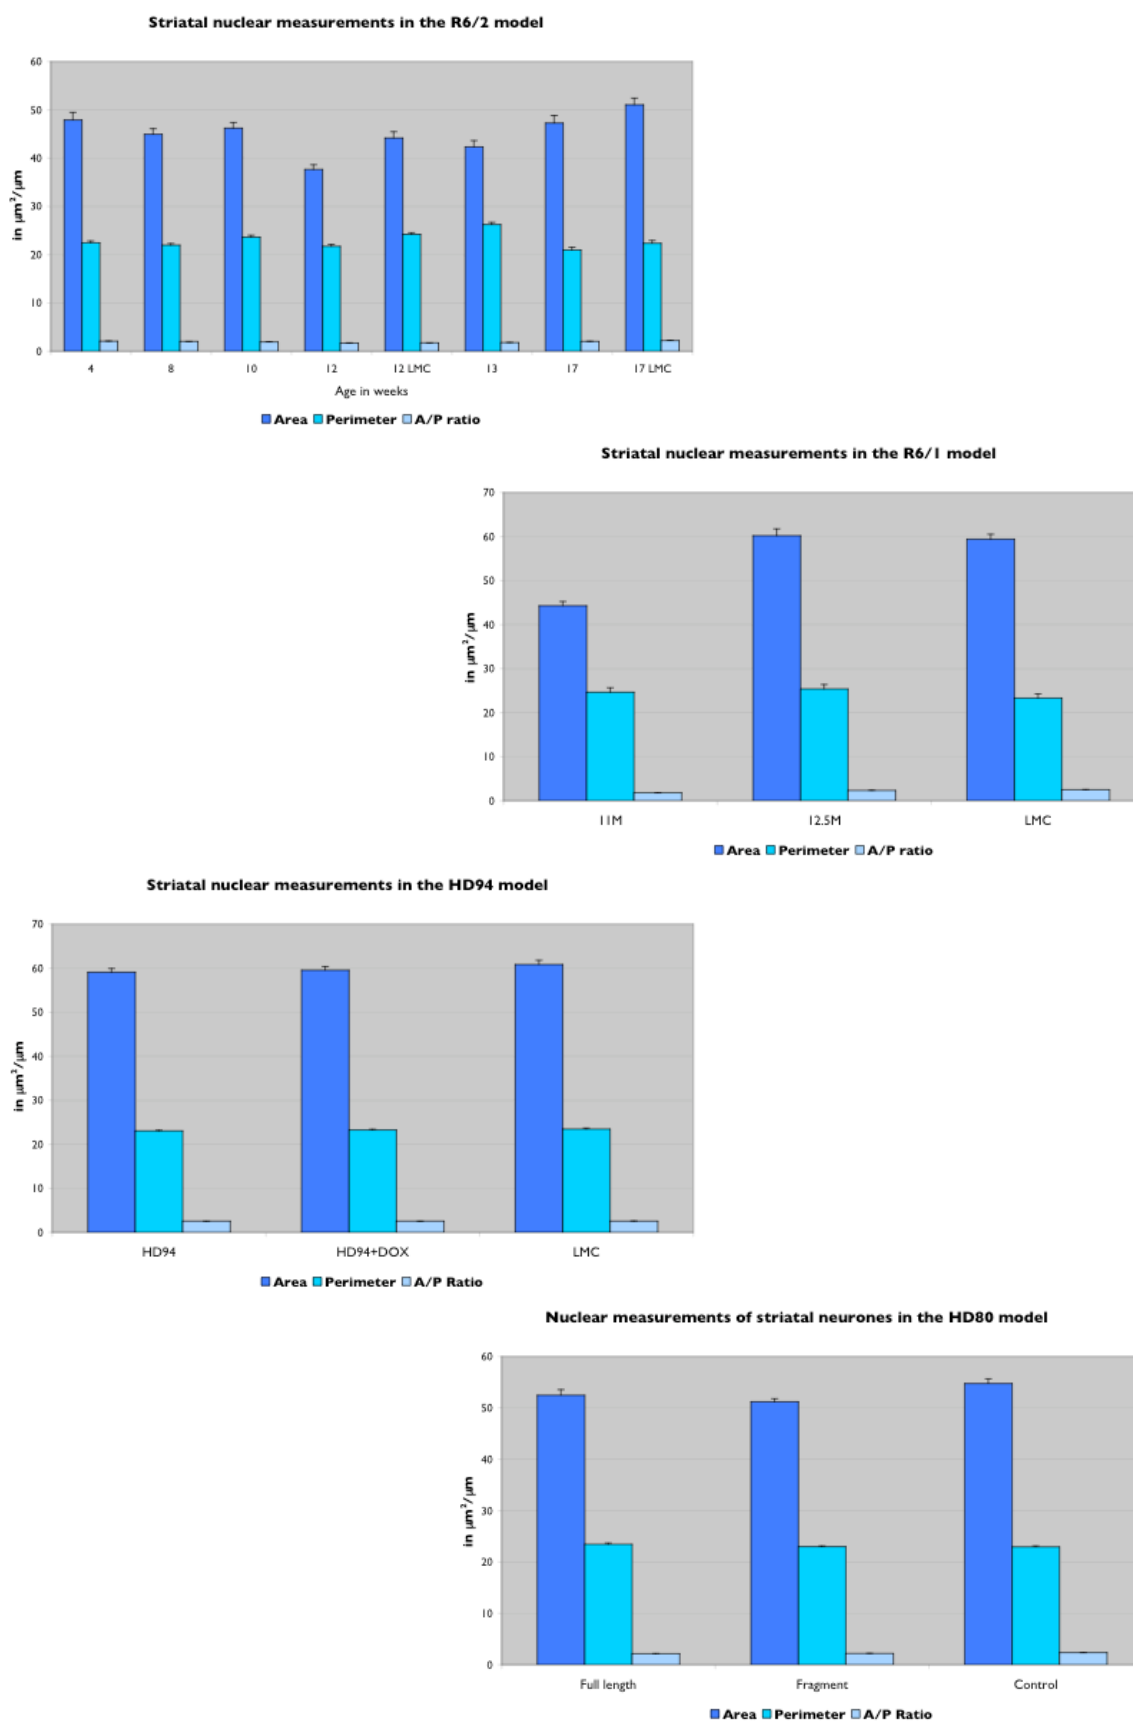 Striatal nuclear measurements in the R6/2 model
60
50
40
30
20
10
0
in µm²/µm
4 8 10 12 12 LMC 13 17 17 LMC
Age in weeks
Area Perimeter A/P ratio
Striatal nuclear measurements in the R6/1 model
70
60
50
40
30
20
10
0
in µm²/µm
11M 12.5M LMC
Area Perimeter A/P ratio
Striatal nuclear measurements in the HD94 model
70
60
50
40
30
20
10
0
in µm²/µm
HD94 HD94+DOX LMC
Area Perimeter A/P Ratio
Nuclear measurements of striatal neurones in the HD80 model
60
50
40
30
20
10
0
in µm²/µm
Full length Fragment Control
Area Perimeter A/P Ratio